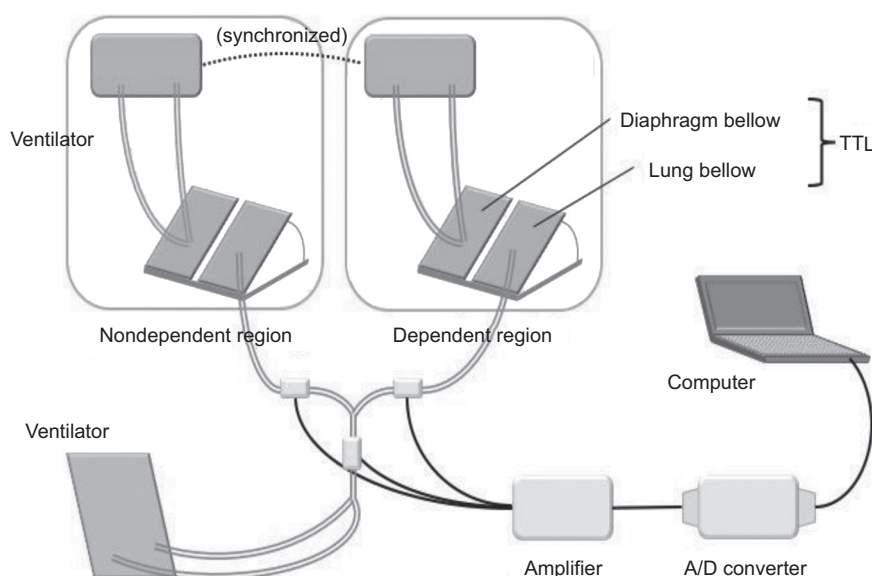 (synchronized)
Ventilator
Diaphragm bellow
TTL
Lung bellow
Nondependent region
Dependent region
Computer
Ventilator
Amplifier
A/D converter